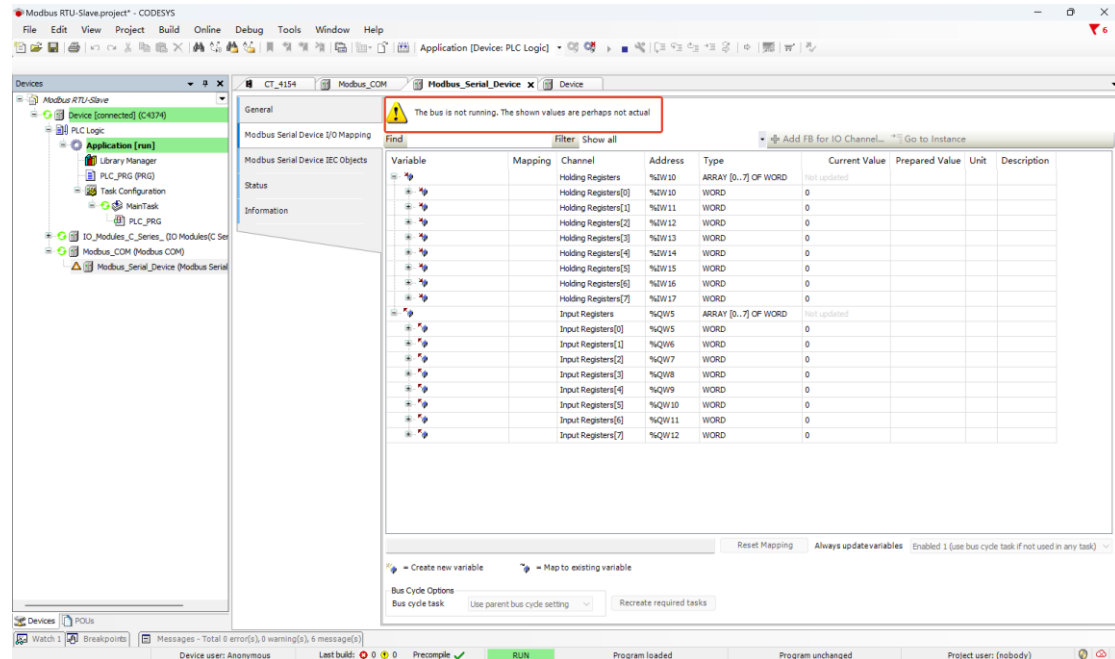 Modbus RTU-Slave.project* - CODESYS
File Edit View Project Build Online Debug Tools Window Help
6
Application [Device: PLC Logic]
Devices
CT_4154 Modbus_COM Modbus_Serial_Device Device
Modbus RTU-Slave
Device [connected] (C4374)
PLC Logic
Application [run]
Library Manager
PLC_PRG (PRG)
Task Configuration
MainTask
PLC_PRG
IO_Modules_C_Series_ (IO Modules(C Ser
Modbus_COM (Modbus COM)
Modbus_Serial_Device (Modbus Serial
General
Modbus Serial Device I/O Mapping
Modbus Serial Device IEC Objects
Status
Information
The bus is not running. The shown values are perhaps not actual
Find Filter Show all Add FB for IO Channel... Go to Instance
Variable Mapping Channel Address Type Current Value Prepared Value Unit Description
Holding Registers %IW10 ARRAY [0..7] OF WORD Not updated
Holding Registers[0] %IW10 WORD 0
Holding Registers[1] %IW11 WORD 0
Holding Registers[2] %IW12 WORD 0
Holding Registers[3] %IW13 WORD 0
Holding Registers[4] %IW14 WORD 0
Holding Registers[5] %IW15 WORD 0
Holding Registers[6] %IW16 WORD 0
Holding Registers[7] %IW17 WORD 0
Input Registers %QW5 ARRAY [0..7] OF WORD Not updated
Input Registers[0] %QW5 WORD 0
Input Registers[1] %QW6 WORD 0
Input Registers[2] %QW7 WORD 0
Input Registers[3] %QW8 WORD 0
Input Registers[4] %QW9 WORD 0
Input Registers[5] %QW10 WORD 0
Input Registers[6] %QW11 WORD 0
Input Registers[7] %QW12 WORD 0
Reset Mapping Always update variables Enabled 1 (use bus cycle task if not used in any task)
= Create new variable = Map to existing variable
Bus Cycle Options
Bus cycle task Use parent bus cycle setting Recreate required tasks
Devices POUs
Watch 1 Breakpoints Messages - Total 0 error(s), 0 warning(s), 6 message(s)
Device user: Anonymous Last build: 0 0 Precompile RUN Program loaded Program unchanged Project user: (nobody)